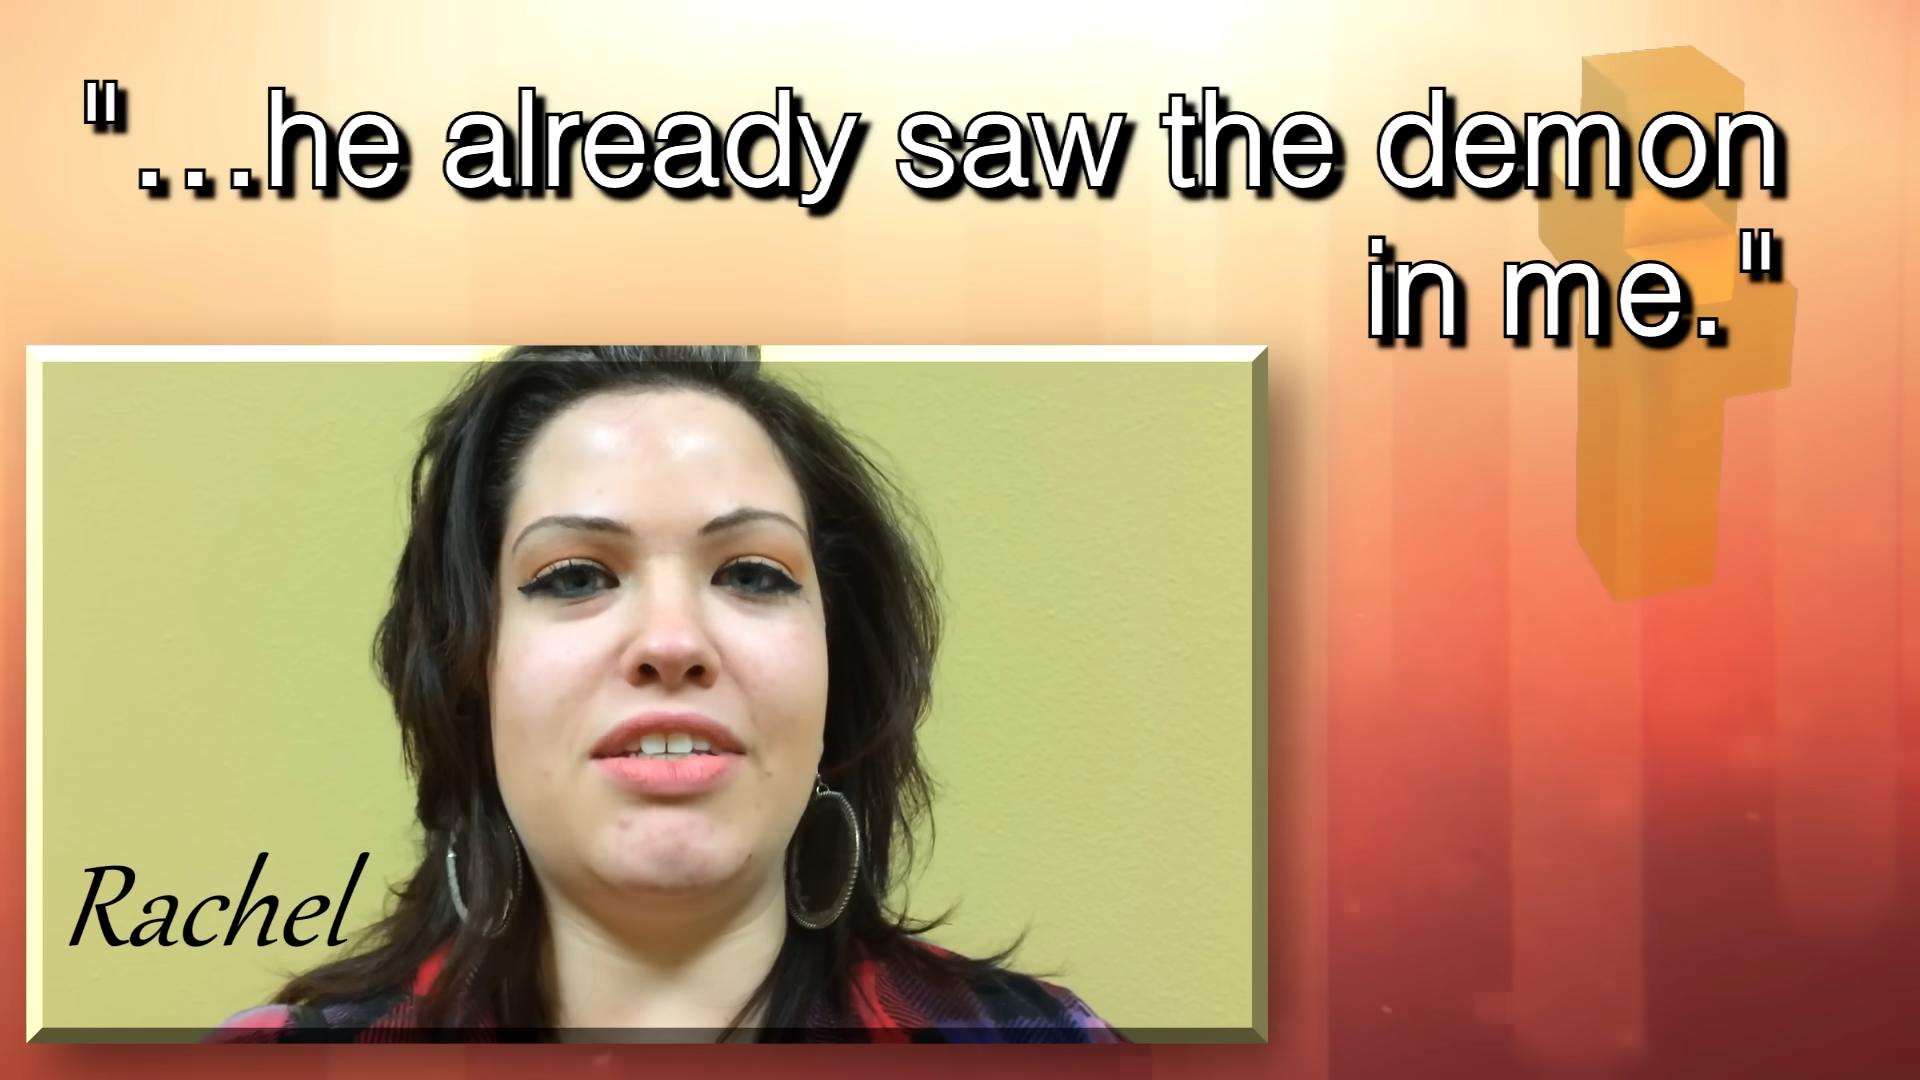 "...he already saw the demon
in me."
Rachel